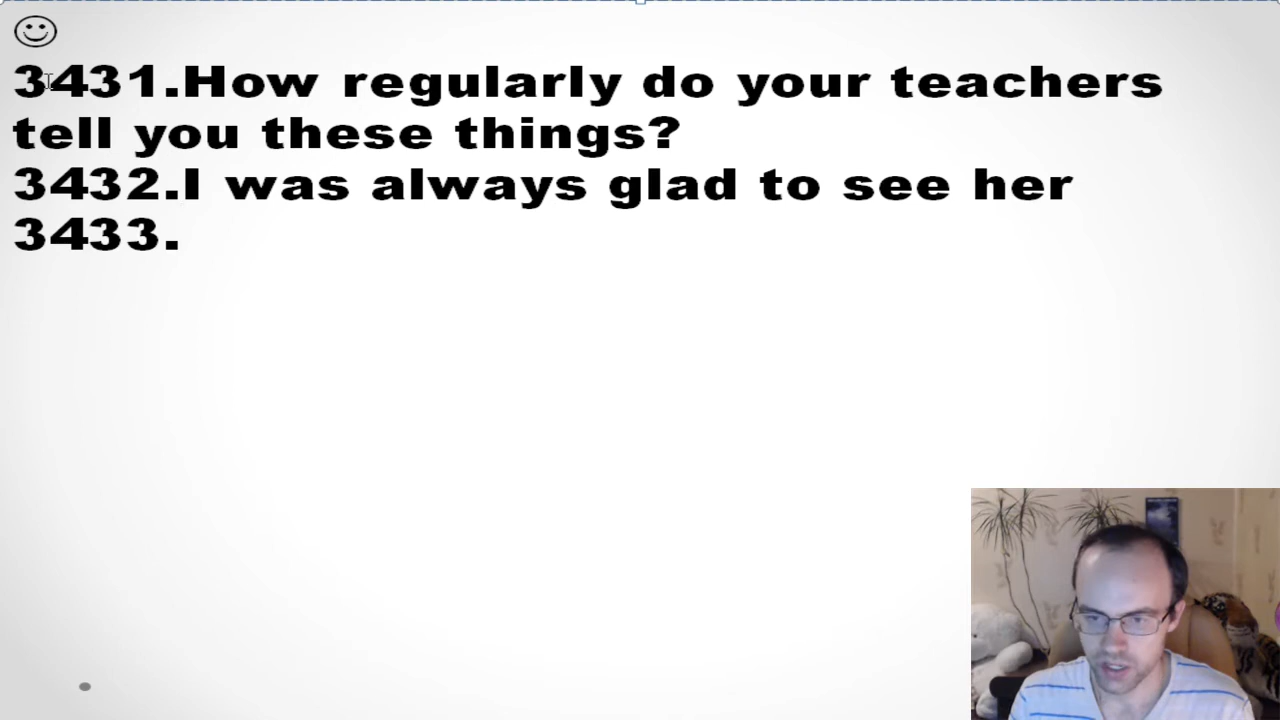 3431.How regularly do your teachers
tell you these things?
3432.I was always glad to see her
3433.